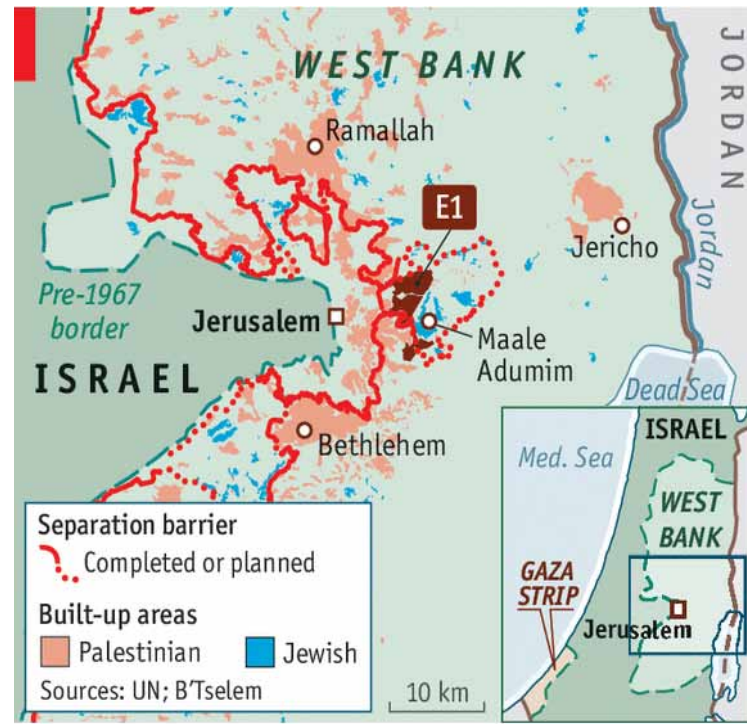 WEST BANK
JORDAN
Ramallah
E1
Jericho
Jordan
Pre-1967
border
Jerusalem
Maale
Adumim
ISRAEL
Dead Sea
Bethlehem
Separation barrier
Completed or planned
Built-up areas
Palestinian
Jewish
Sources: UN; B'Tselem
10 km
ISRAEL
Med. Sea
WEST
BANK
GAZA
STRIP
Jerusalem